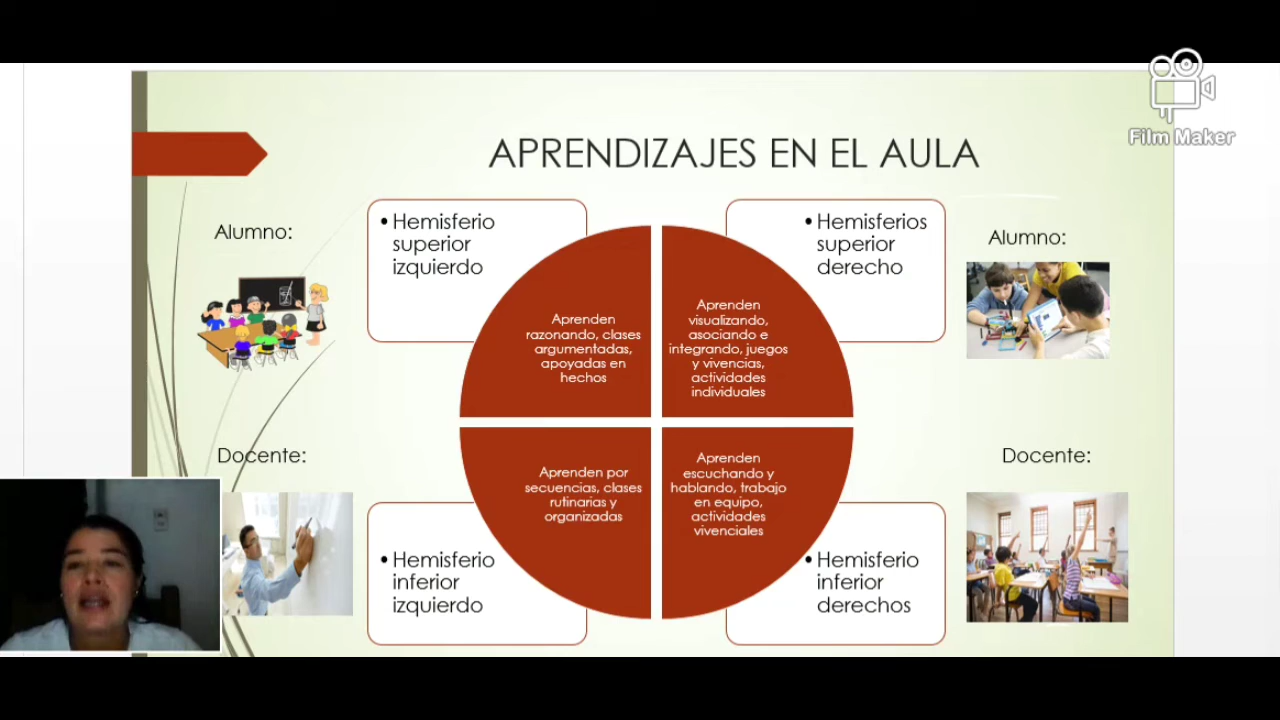 Film Maker
APRENDIZAJES EN EL AULA
Alumno:
• Hemisferio
superior
izquierdo
• Hemisferios
superior
derecho
Alumno:
Aprenden
razonando, clases
argumentadas,
apoyadas en
hechos
Aprenden
visualizando,
asociando e
integrando, juegos
y vivencias,
actividades
individuales
Docente:
Aprenden por
secuencias, clases
rutinarias y
organizadas
Aprenden
escuchando y
hablando, trabajo
en equipo,
actividades
vivenciales
Docente:
• Hemisferio
inferior
izquierdo
• Hemisferio
inferior
derechos